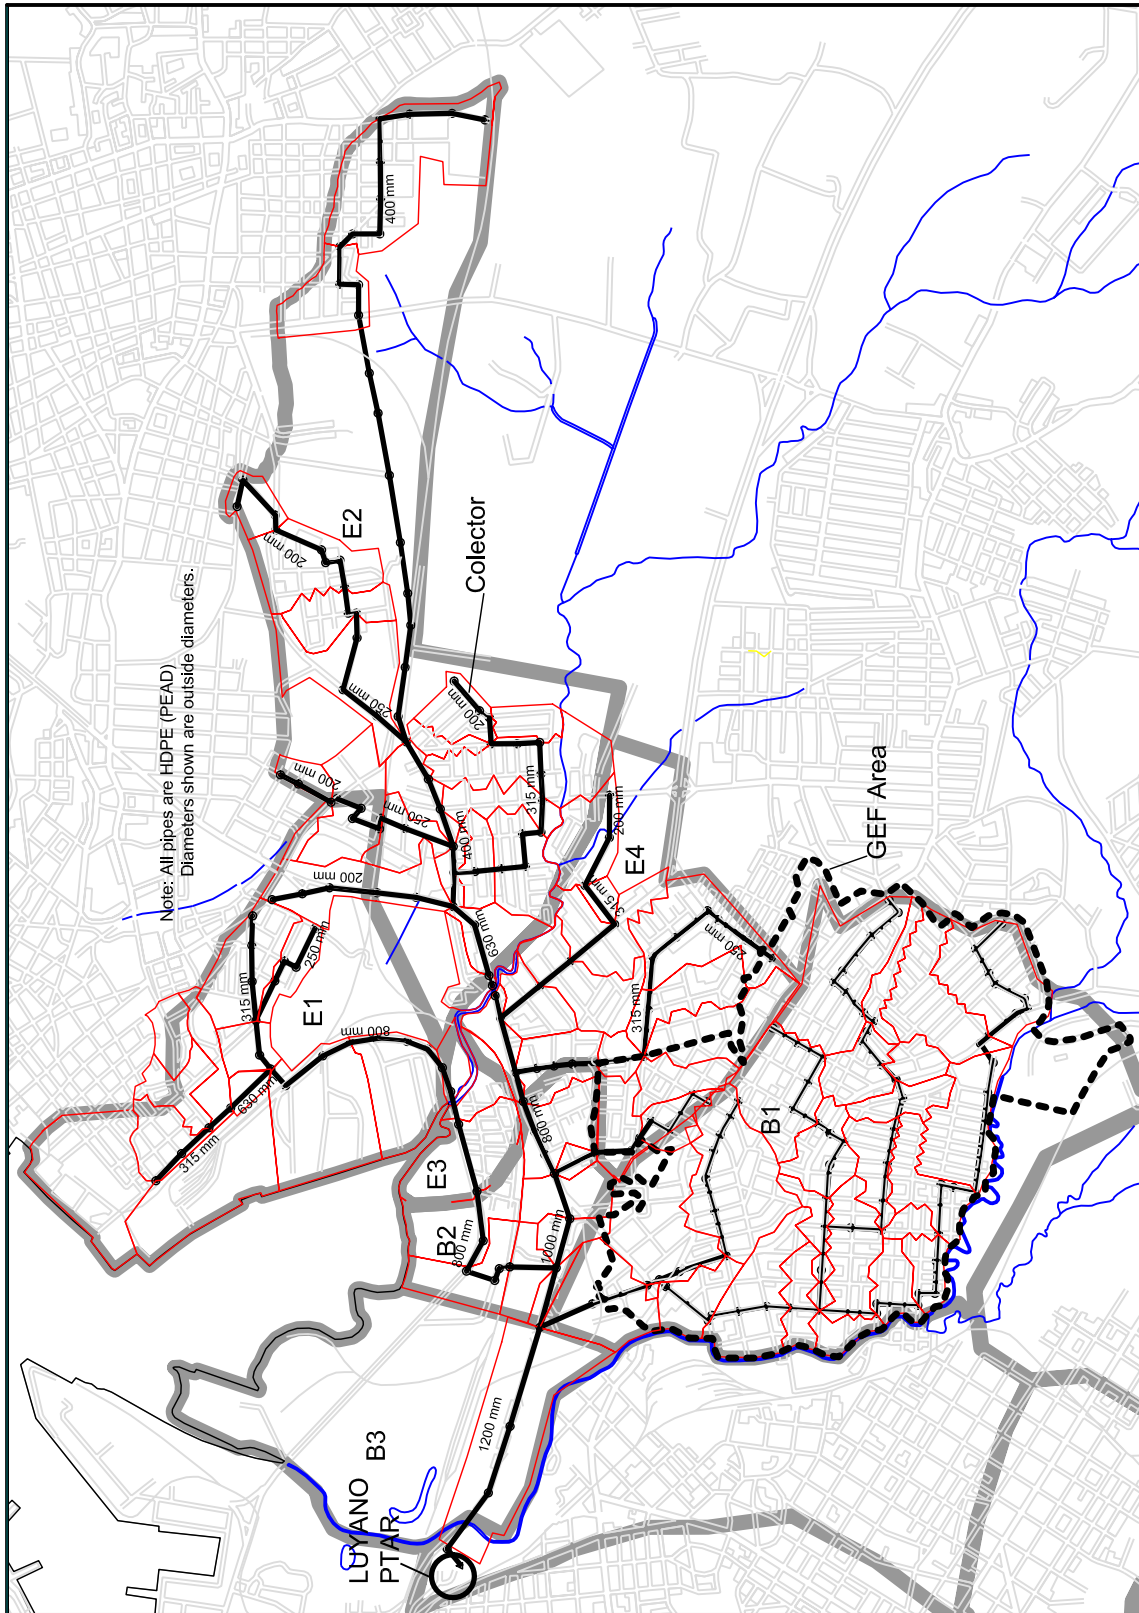 Note: All pipes are HDPE (PEAD)
Diameters shown are outside diameters.
400 mm
E2
200 mm
Colector
250 mm
200 mm
200 mm
250 mm
400 mm
315 mm
200 mm
E4
315 mm
GEF Area
200 mm
630 mm
250 mm
315 mm
E1
800 mm
630 mm
315 mm
250 mm
315 mm
B1
800 mm
E3
B2
800 mm
1000 mm
1200 mm
B3
LUYANO
PTAR